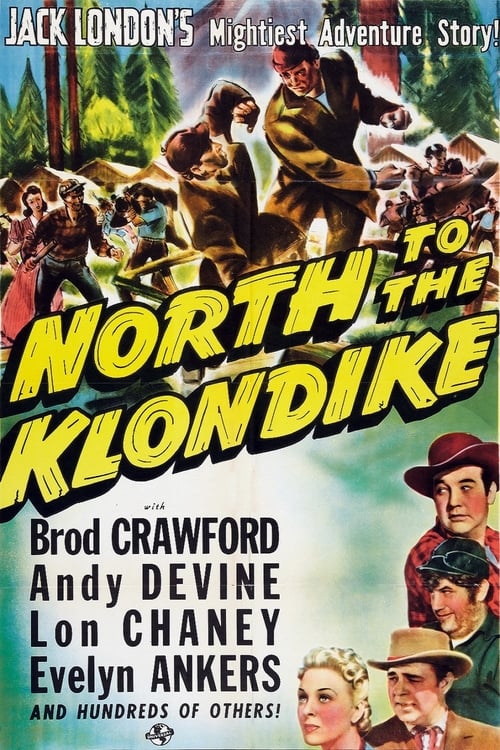 JACK LONDON'S Mightiest Adventure Story!
NORTH TO THE
KLONDIKE
with
Brod CRAWFORD
Andy DEVINE
Lon CHANEY
Evelyn ANKERS
AND HUNDREDS OF OTHERS!